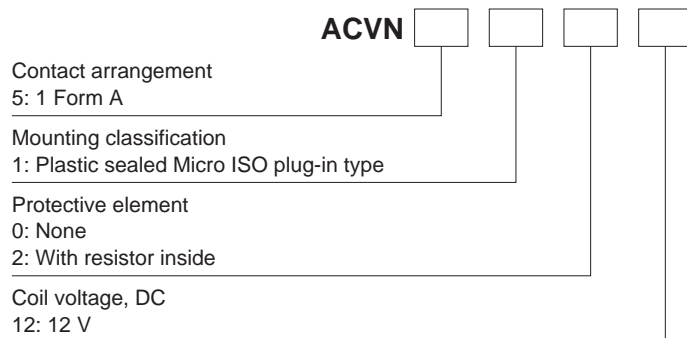 ACVN
Contact arrangement
5: 1 Form A
Mounting classification
1: Plastic sealed Micro ISO plug-in type
Protective element
0: None
2: With resistor inside
Coil voltage, DC
12: 12 V